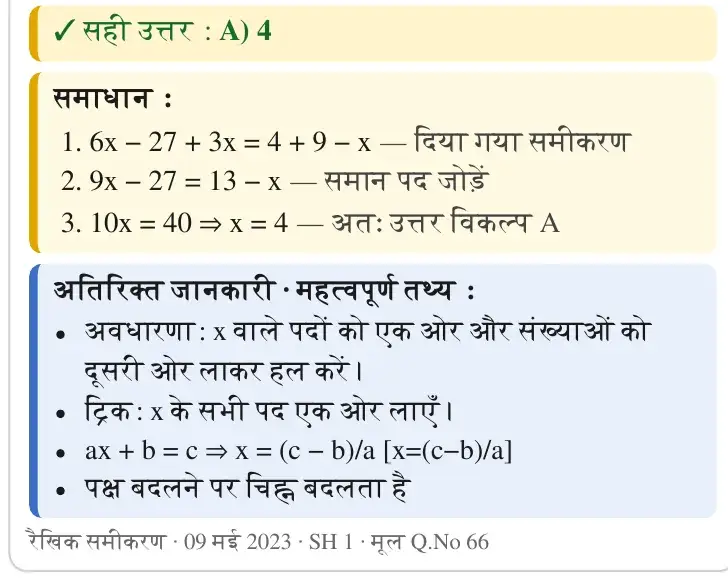 ✓ सही उत्तर : A) 4
समाधान :
1. 6x − 27 + 3x = 4 + 9 − x — दिया गया समीकरण
2. 9x − 27 = 13 − x — समान पद जोड़ें
3. 10x = 40 ⇒ x = 4 — अतः उत्तर विकल्प A
अतिरिक्त जानकारी · महत्वपूर्ण तथ्य :
• अवधारणा : x वाले पदों को एक ओर और संख्याओं को
दूसरी ओर लाकर हल करें।
• ट्रिक : x के सभी पद एक ओर लाएँ।
• ax + b = c ⇒ x = (c − b)/a [x=(c−b)/a]
• पक्ष बदलने पर चिह्न बदलता है
रैखिक समीकरण · 09 मई 2023 · SH 1 · मूल Q.No 66